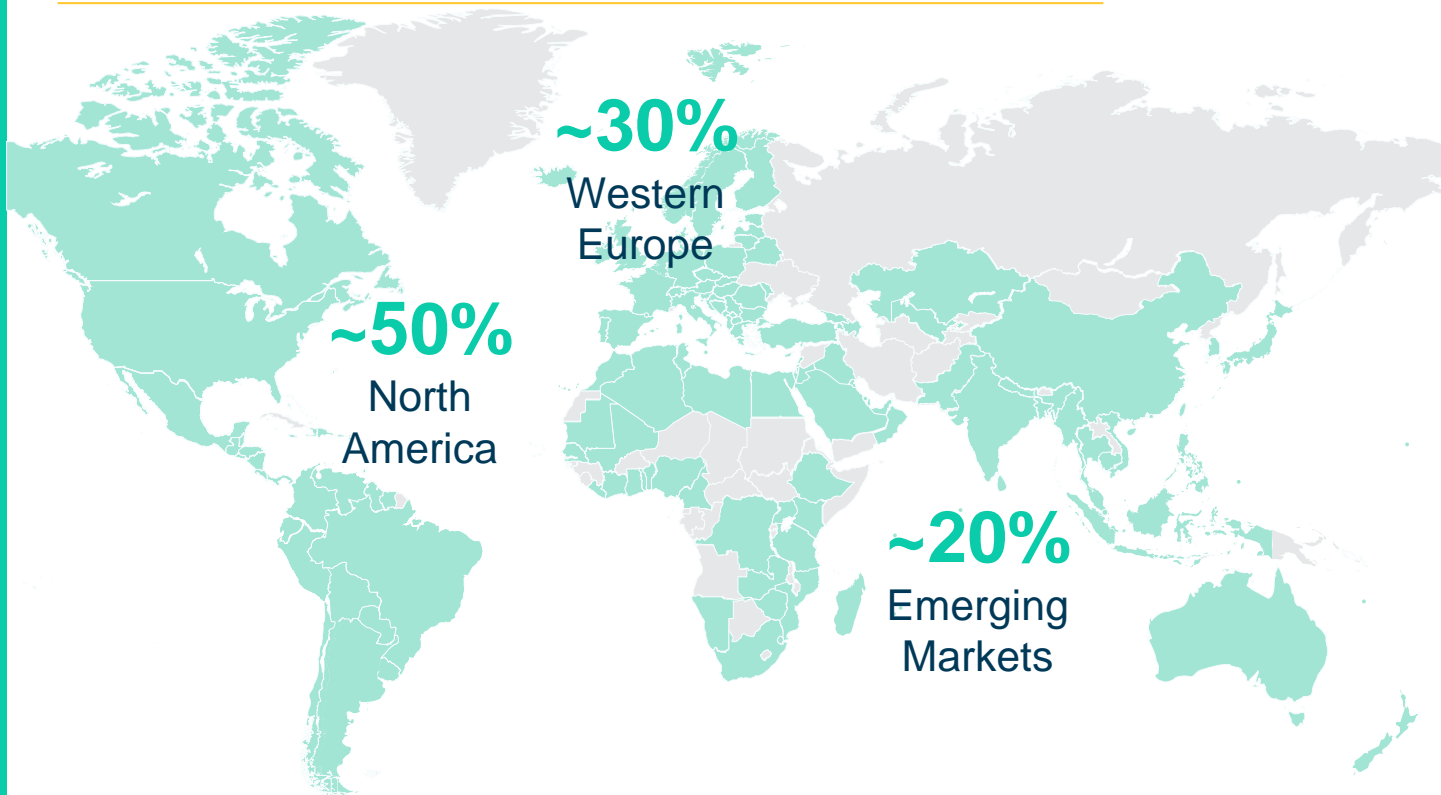 ~30%
Western
Europe
~50%
North
America
~20%
Emerging
Markets